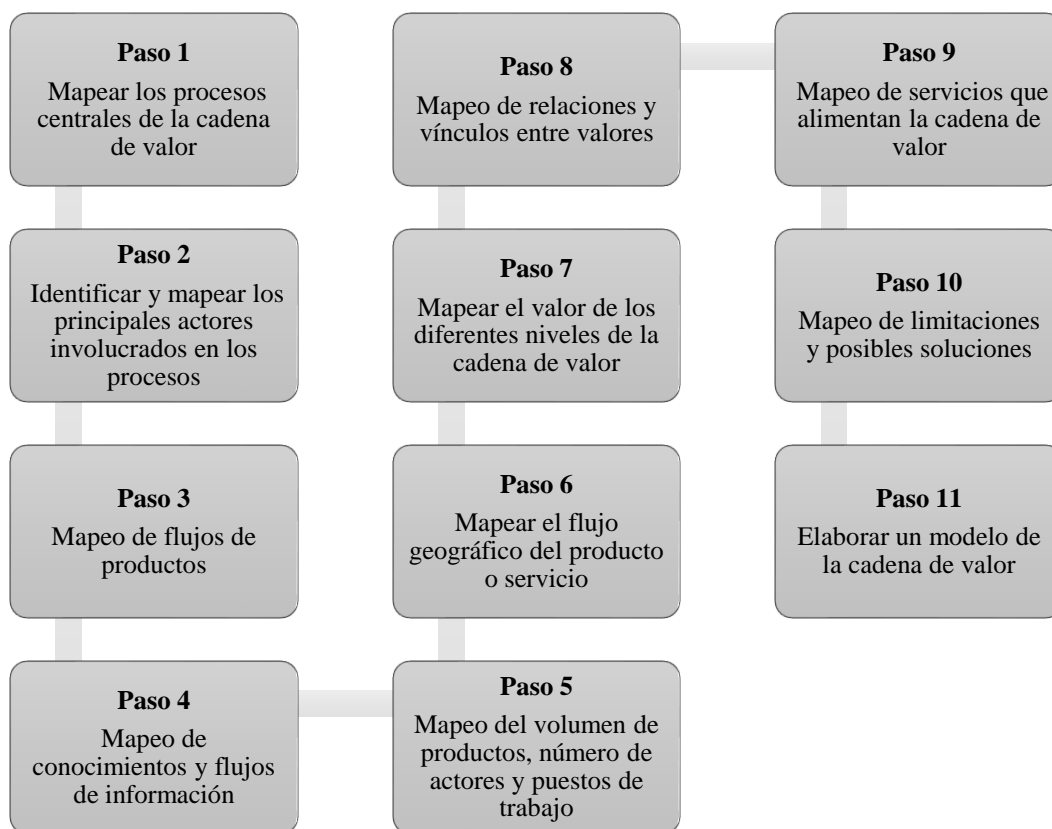 Paso 1
Mapear los procesos
centrales de la cadena
de valor
Paso 2
Identificar y mapear los
principales actores
involucrados en los
procesos
Paso 3
Mapeo de flujos de
productos
Paso 4
Mapeo de
conocimientos y flujos
de información
Paso 5
Mapeo del volumen de
productos, número de
actores y puestos de
trabajo
Paso 6
Mapear el flujo
geográfico del producto
o servicio
Paso 7
Mapear el valor de los
diferentes niveles de la
cadena de valor
Paso 8
Mapeo de relaciones y
vínculos entre valores
Paso 9
Mapeo de servicios que
alimentan la cadena de
valor
Paso 10
Mapeo de limitaciones
y posibles soluciones
Paso 11
Elaborar un modelo de
la cadena de valor